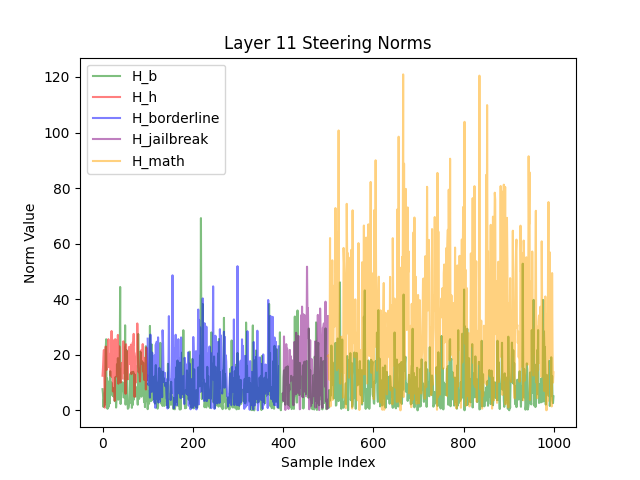 Layer 11 Steering Norms
H_b
H_h
H_borderline
H_jailbreak
H_math
Norm Value
120
100
80
60
40
20
0
0 200 400 600 800 1000
Sample Index